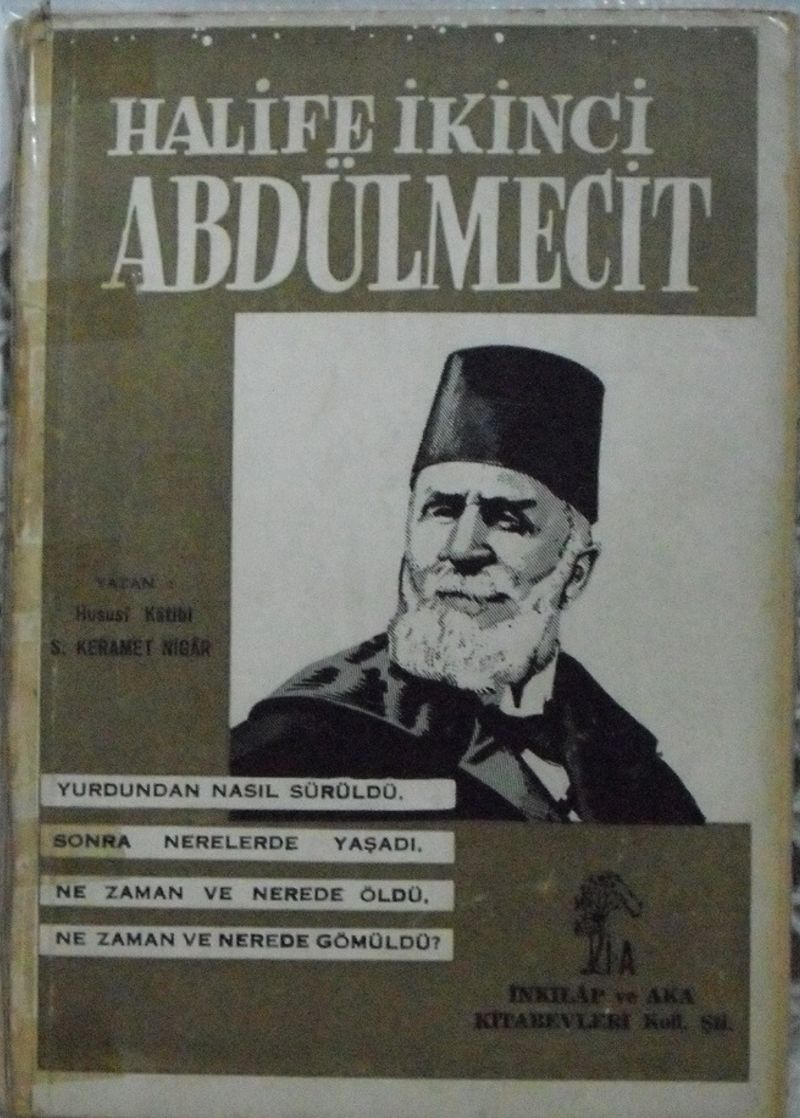 HALİFE İKİNCİ
ABDÜLMECİT
YAZAN :
Hususî Kâtibi
S. KERAMET NİGÂR
YURDUNDAN NASIL SÜRÜLDÜ,
SONRA NERELERDE YAŞADI,
NE ZAMAN VE NEREDE ÖLDÜ,
NE ZAMAN VE NEREDE GÖMÜLDÜ?
İNKILÂP ve AKA
KİTABEVLERİ Koll. Şti.